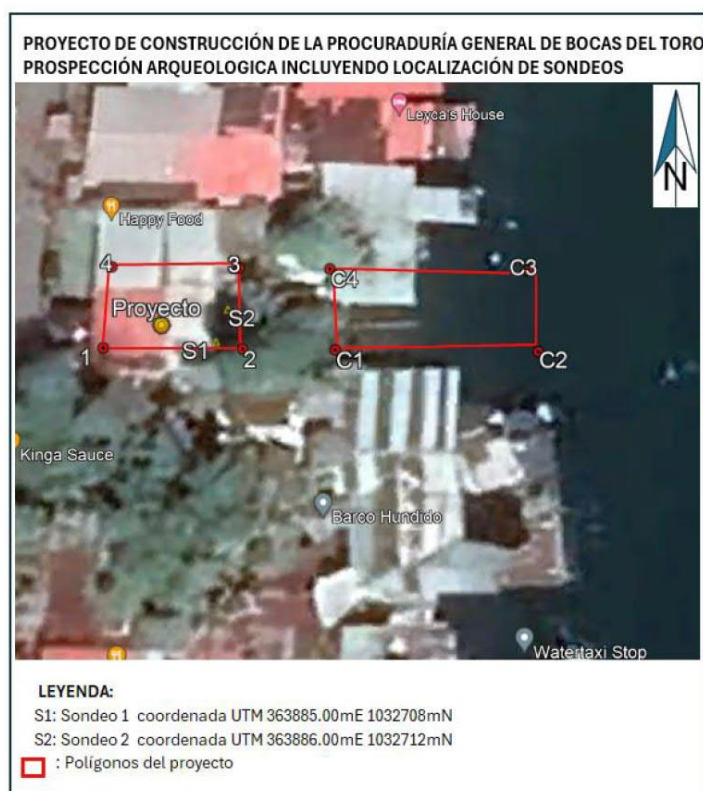 PROYECTO DE CONSTRUCCIÓN DE LA PROCURADURÍA GENERAL DE BOCAS DEL TORO
PROSPECCIÓN ARQUEOLOGICA INCLUYENDO LOCALIZACIÓN DE SONDEOS
Leyca's House
N
Happy Food
4
3
C4
C3
Proyecto
S2
1
S1
2
C1
C2
Kinga Sauce
Barco Hundido
Watertaxi Stop
LEYENDA:
S1: Sondeo 1 coordenada UTM 363885.00mE 1032708mN
S2: Sondeo 2 coordenada UTM 363886.00mE 1032712mN
: Polígonos del proyecto